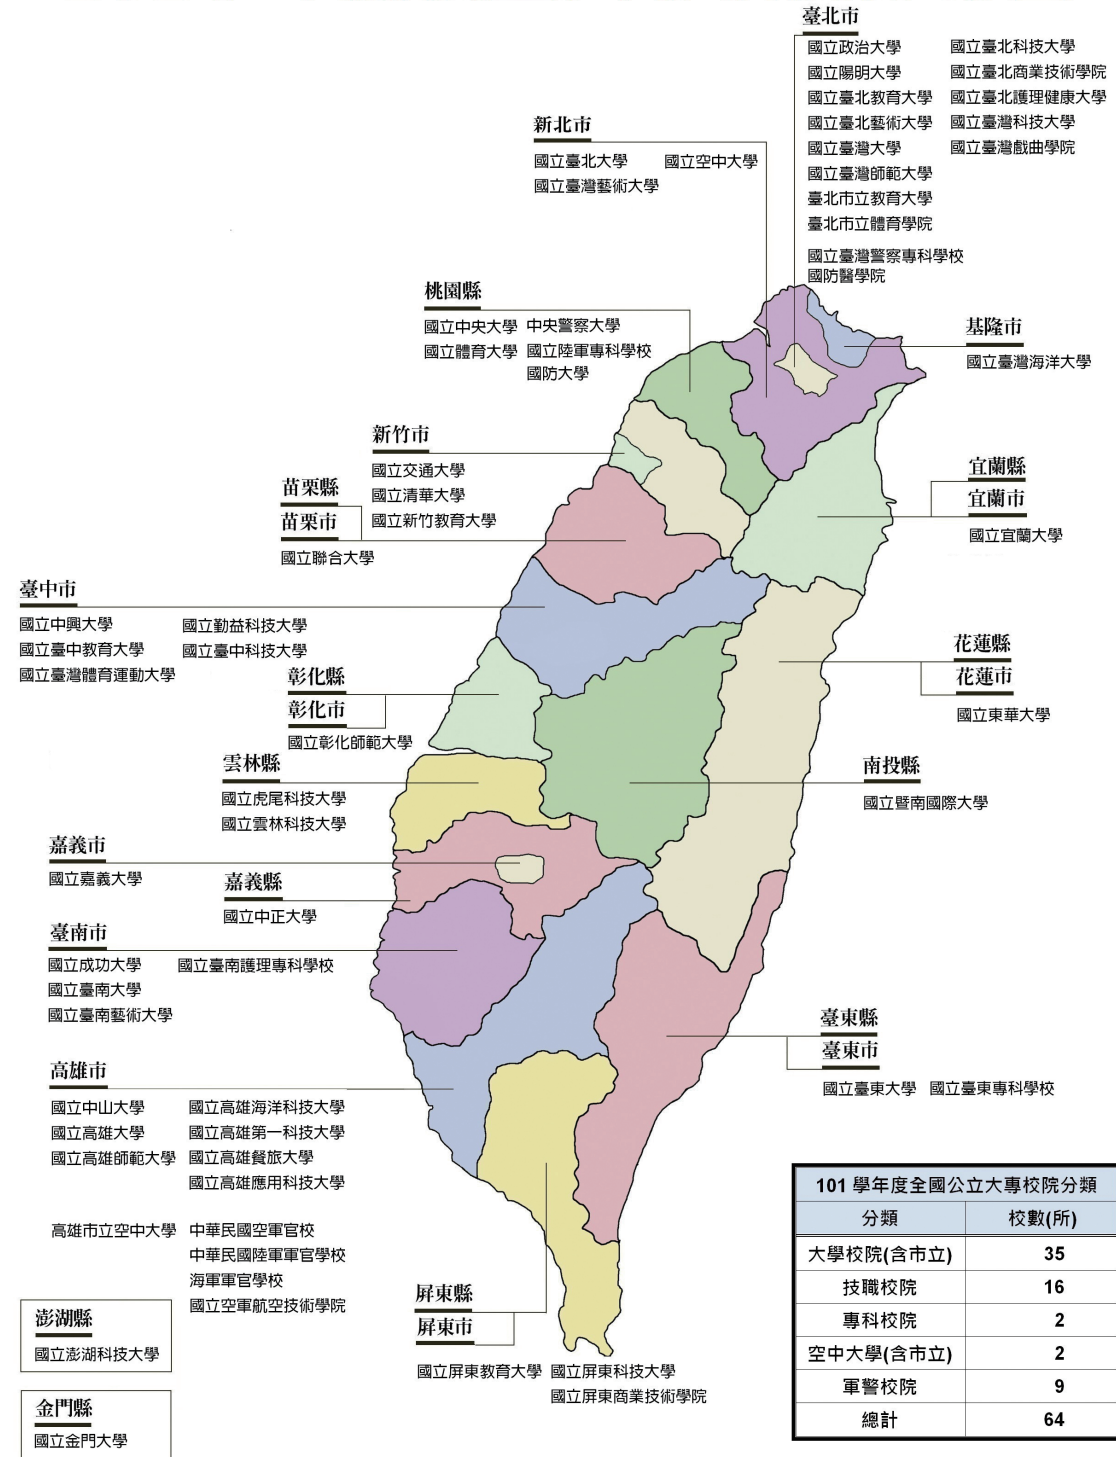 臺北市
國立政治大學 國立臺北科技大學
國立陽明大學 國立臺北商業技術學院
國立臺北教育大學 國立臺北護理健康大學
國立臺北藝術大學 國立臺灣科技大學
國立臺灣大學 國立臺灣戲曲學院
國立臺灣師範大學
臺北市立教育大學
臺北市立體育學院
國立臺灣警察專科學校
國防醫學院
新北市
國立臺北大學 國立空中大學
國立臺灣藝術大學
桃園縣
國立中央大學 中央警察大學
國立體育大學 國立陸軍專科學校
國防大學
基隆市
國立臺灣海洋大學
新竹市
國立交通大學
國立清華大學
國立新竹教育大學
苗栗縣
苗栗市
國立聯合大學
宜蘭縣
宜蘭市
國立宜蘭大學
臺中市
國立中興大學 國立勤益科技大學
國立臺中教育大學 國立臺中科技大學
國立臺灣體育運動大學
彰化縣
彰化市
國立彰化師範大學
花蓮縣
花蓮市
國立東華大學
雲林縣
國立虎尾科技大學
國立雲林科技大學
南投縣
國立暨南國際大學
嘉義市
國立嘉義大學
嘉義縣
國立中正大學
臺南市
國立成功大學 國立臺南護理專科學校
國立臺南大學
國立臺南藝術大學
臺東縣
臺東市
國立臺東大學 國立臺東專科學校
高雄市
國立中山大學 國立高雄海洋科技大學
國立高雄大學 國立高雄第一科技大學
國立高雄師範大學 國立高雄餐旅大學
國立高雄應用科技大學
高雄市立空中大學 中華民國空軍官校
中華民國陸軍軍官學校
海軍軍官學校
國立空軍航空技術學院
屏東縣
屏東市
國立屏東教育大學 國立屏東科技大學
國立屏東商業技術學院
澎湖縣
國立澎湖科技大學
金門縣
國立金門大學
101 學年度全國公立大專校院分類
分類 校數(所)
大學校院(含市立) 35
技職校院 16
專科校院 2
空中大學(含市立) 2
軍警校院 9
總計 64